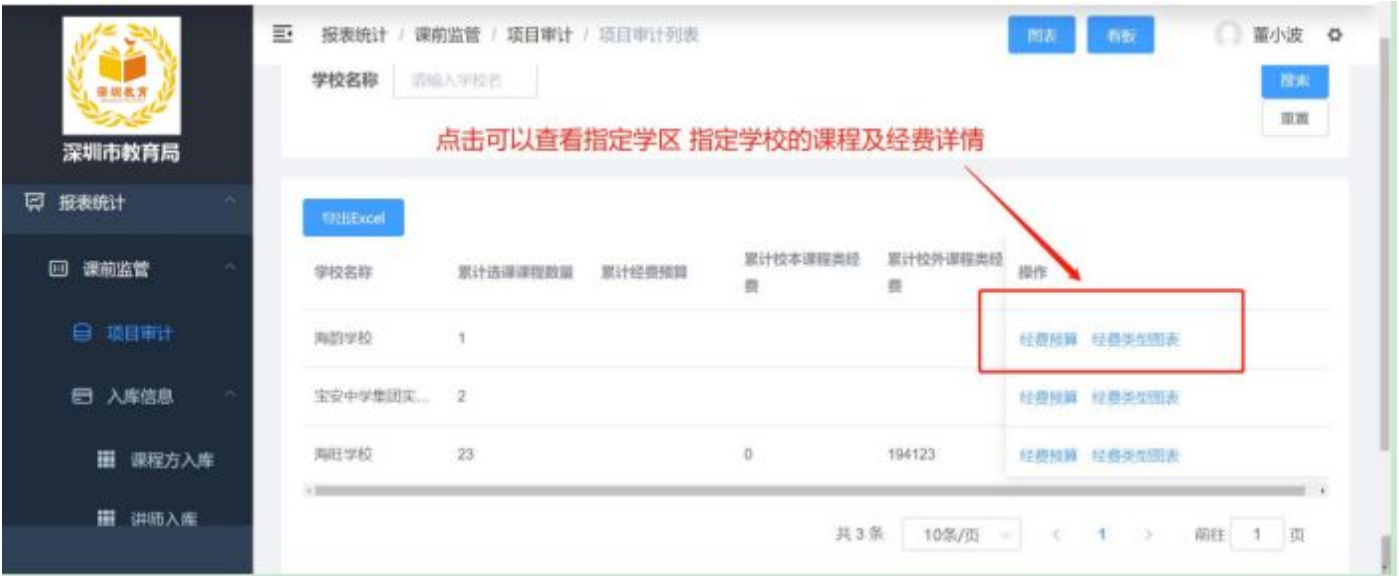 深圳教育
深圳市教育局
报表统计
课前监管
项目审计
入库信息
课程方入库
讲师入库
报表统计 / 课前监管 / 项目审计 / 项目审计列表
图表 看板 董小波
学校名称 请输入学校名 搜索
重置
点击可以查看指定学区 指定学校的课程及经费详情
导出Excel
学校名称 累计选课课程数量 累计经费预算 累计校本课程类经费 累计校外课程类经费 操作
海韵学校 1 经费预算 经费类型图表
宝安中学集团实... 2 经费预算 经费类型图表
海旺学校 23 0 194123 经费预算 经费类型图表
共 3 条 10条/页 < 1 > 前往 1 页